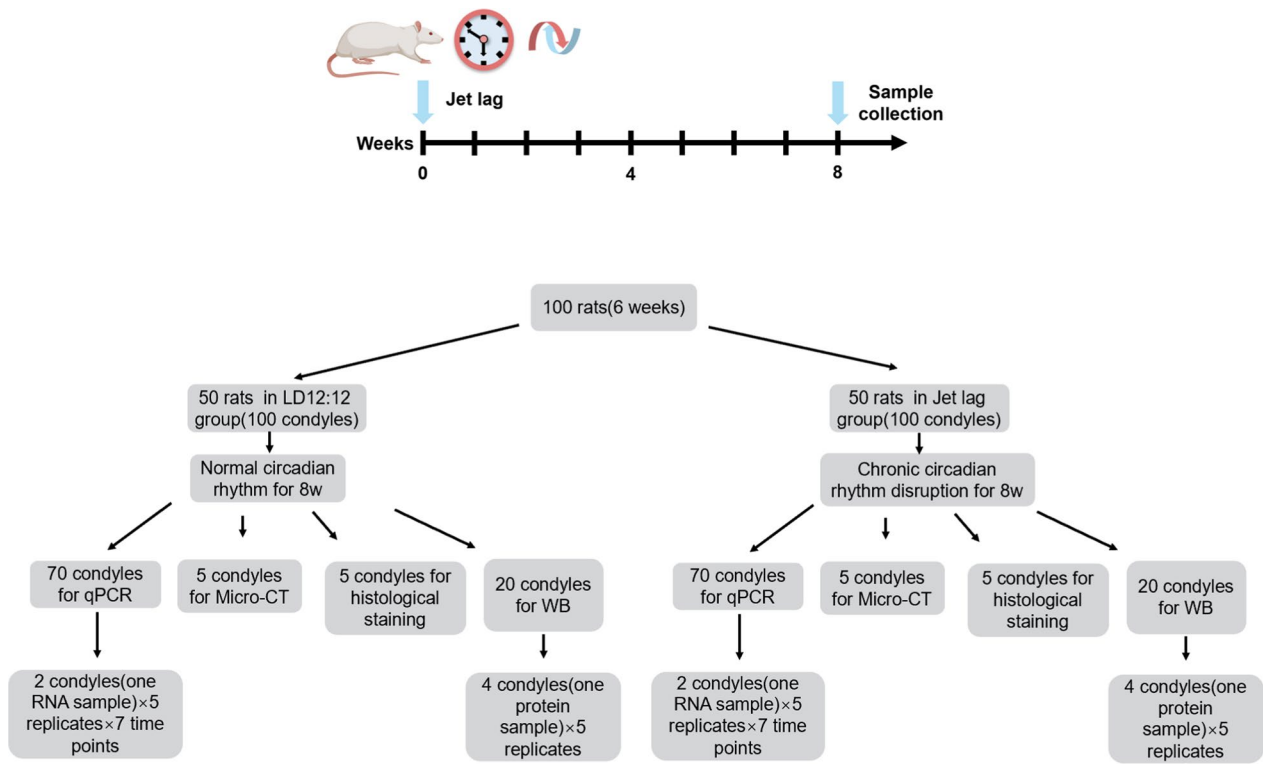 Jet lag
Sample
collection
Weeks
0
4
8
100 rats(6 weeks)
50 rats in LD12:12
group(100 condyles)
50 rats in Jet lag
group(100 condyles)
Normal circadian
rhythm for 8w
Chronic circadian
rhythm disruption for 8w
70 condyles
for qPCR
5 condyles
for Micro-CT
5 condyles for
histological
staining
20 condyles
for WB
70 condyles
for qPCR
5 condyles
for Micro-CT
5 condyles for
histological
staining
20 condyles
for WB
2 condyles(one
RNA sample)×5
replicates×7 time
points
4 condyles(one
protein
sample)×5
replicates
2 condyles(one
RNA sample)×5
replicates×7 time
points
4 condyles(one
protein
sample)×5
replicates